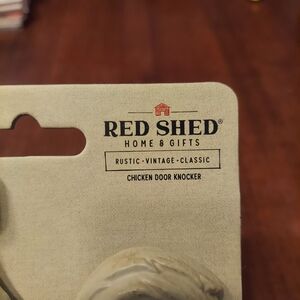 RED SHED®
HOME & GIFTS
RUSTIC • VINTAGE • CLASSIC
CHICKEN DOOR KNOCKER